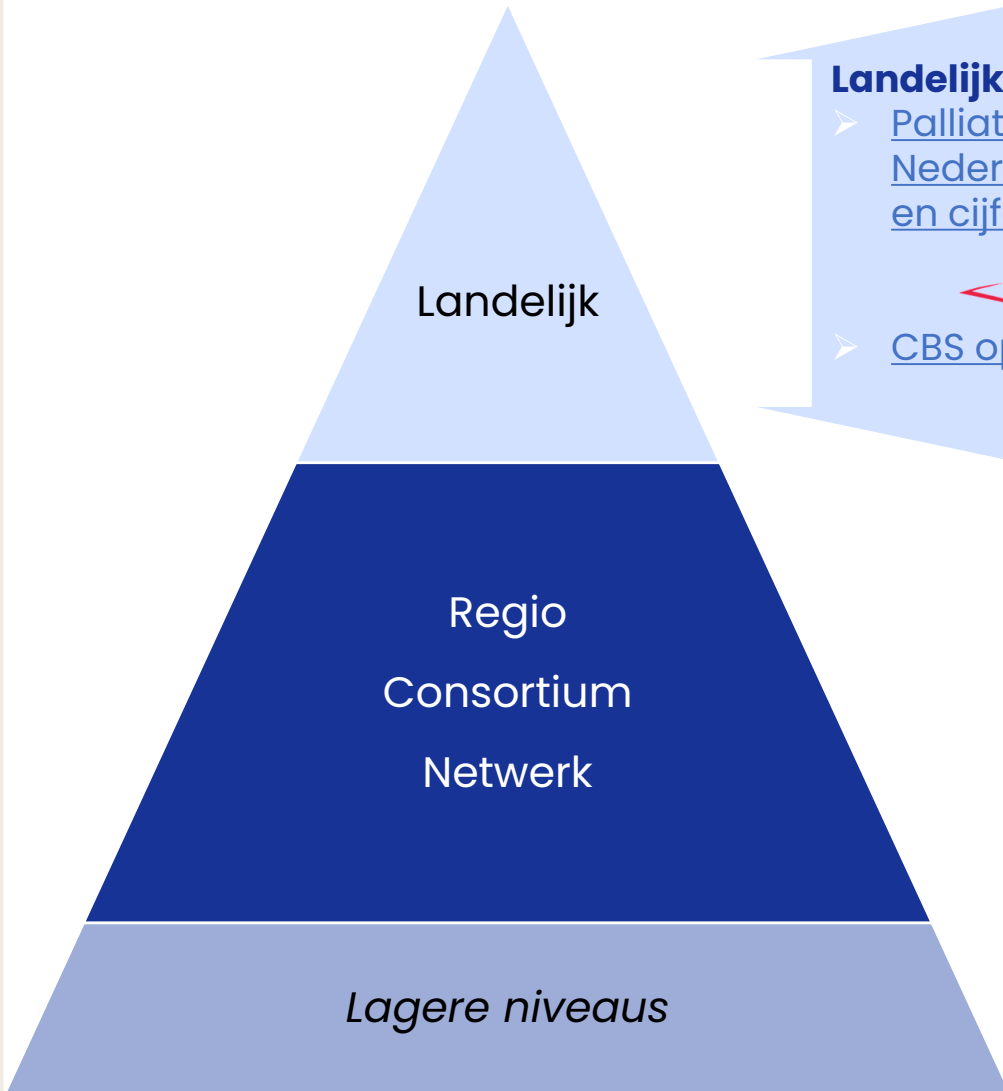 Landelijk
Regio
Consortium
Netwerk
Lagere niveaus
Landelijk
Palliat
Neder
en cijf
CBS op